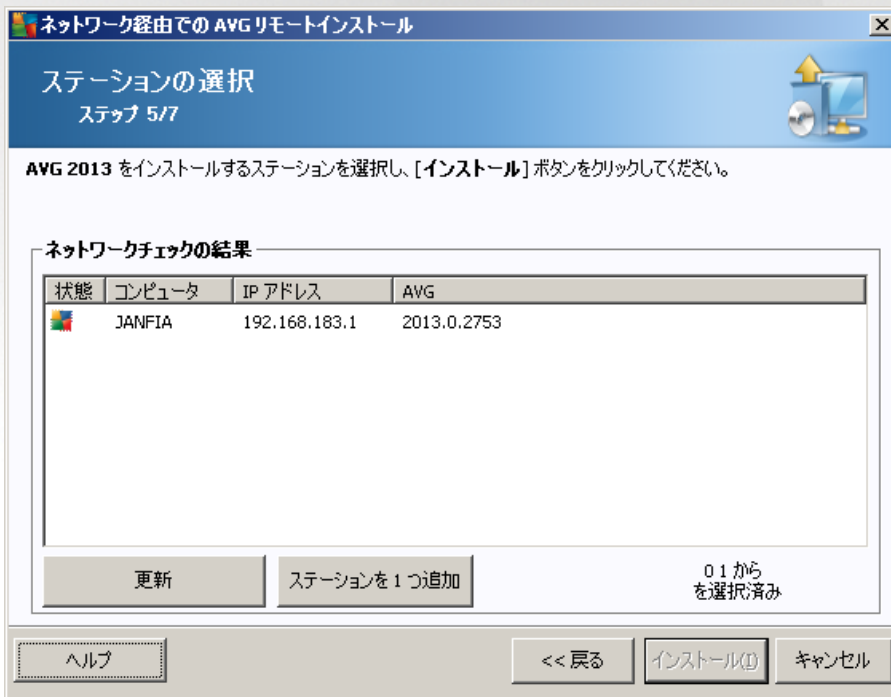 ネットワーク経由での AVG リモートインストール
ステーションの選択
ステップ 5/7
AVG 2013 をインストールするステーションを選択し、[インストール] ボタンをクリックしてください。
ネットワークチェックの結果
状態 コンピュータ IP アドレス AVG
JANFIA 192.168.183.1 2013.0.2753
更新 ステーションを 1 つ追加
0 1 から
を選択済み
ヘルプ << 戻る インストール(I) キャンセル